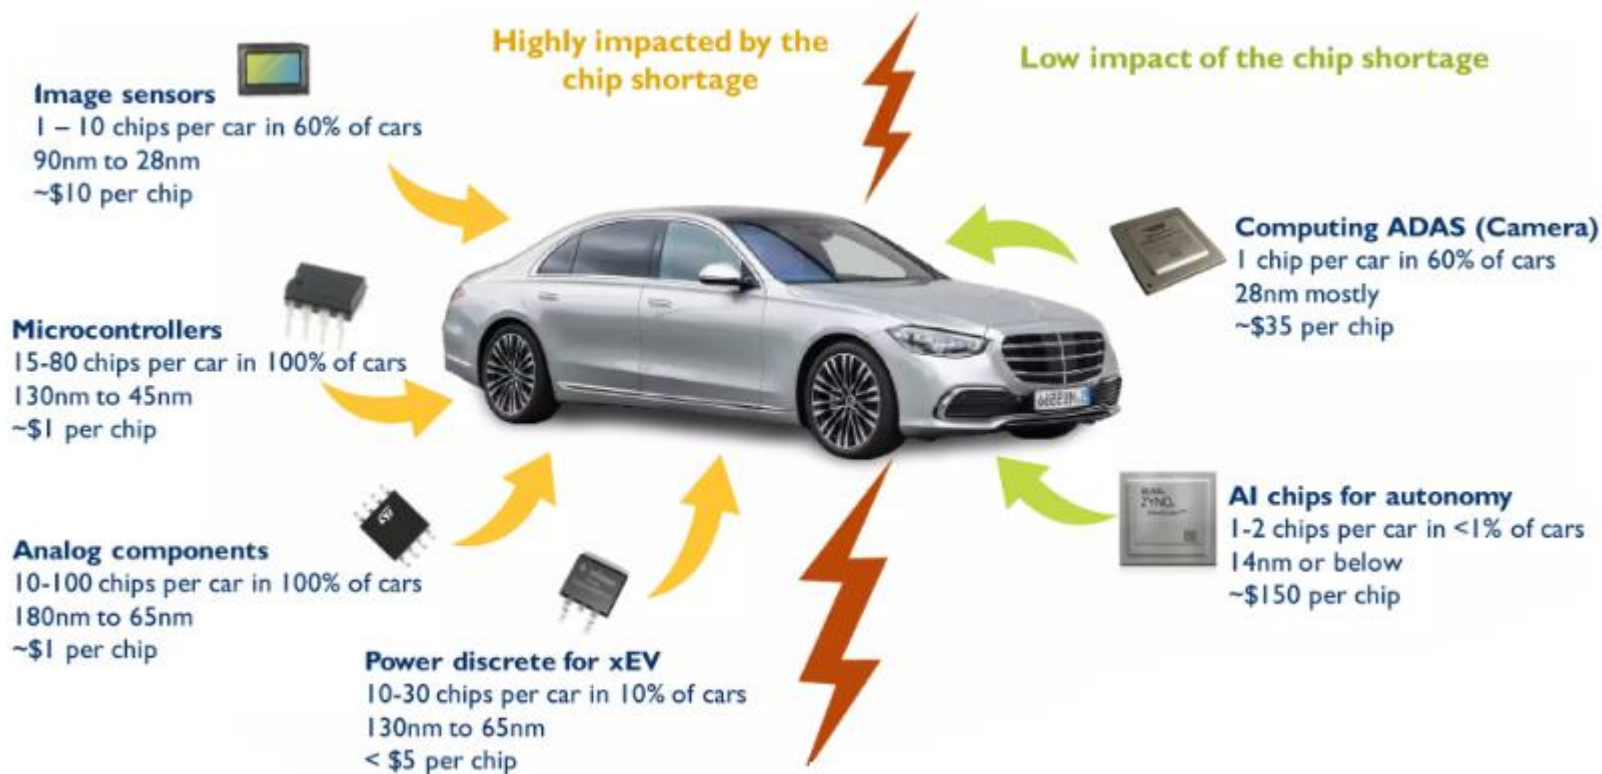 Highly impacted by the
chip shortage
Low impact of the chip shortage
Image sensors
1 – 10 chips per car in 60% of cars
90nm to 28nm
~$10 per chip
Microcontrollers
15-80 chips per car in 100% of cars
130nm to 45nm
~$1 per chip
Analog components
10-100 chips per car in 100% of cars
180nm to 65nm
~$1 per chip
Power discrete for xEV
10-30 chips per car in 10% of cars
130nm to 65nm
< $5 per chip
Computing ADAS (Camera)
1 chip per car in 60% of cars
28nm mostly
~$35 per chip
ZYNQ
AI chips for autonomy
1-2 chips per car in <1% of cars
14nm or below
~$150 per chip